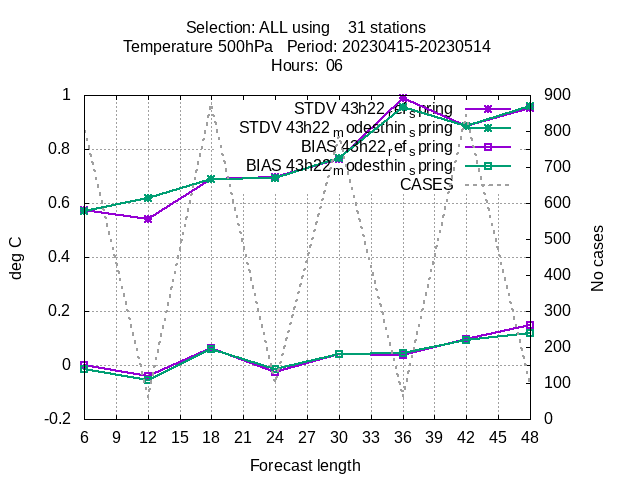 Selection: ALL using 31 stations
Temperature 500hPa Period: 20230415-20230514
Hours: 06
STDV 43h22_ref_spring
STDV 43h22_modesthin_spring
BIAS 43h22_ref_spring
BIAS 43h22_modesthin_spring
CASES
1
0.8
0.6
0.4
0.2
0
-0.2
deg C
900
800
700
600
500
400
300
200
100
0
No cases
6 9 12 15 18 21 24 27 30 33 36 39 42 45 48
Forecast length